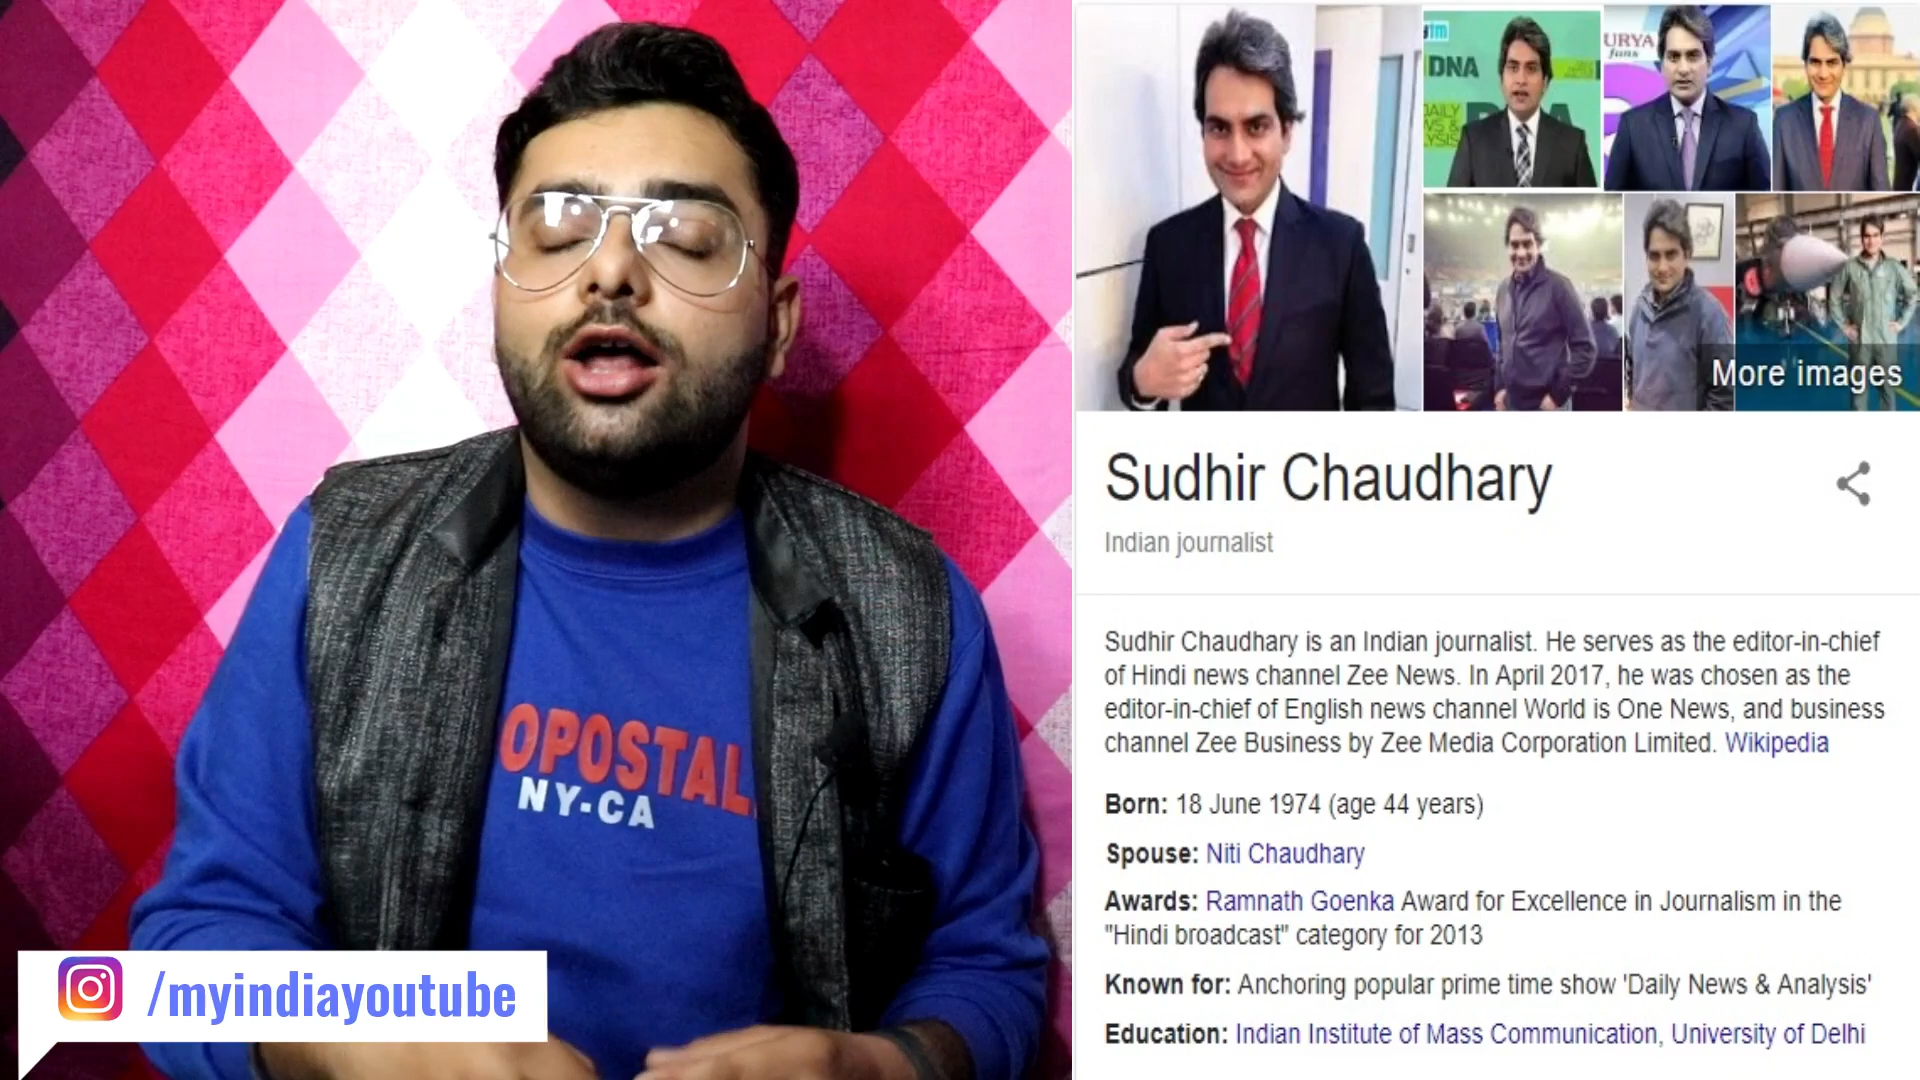 tm
DNA
DAILY
URYA
fans
More images
Sudhir Chaudhary
Indian journalist
Sudhir Chaudhary is an Indian journalist. He serves as the editor-in-chief
of Hindi news channel Zee News. In April 2017, he was chosen as the
editor-in-chief of English news channel World is One News, and business
channel Zee Business by Zee Media Corporation Limited. Wikipedia
Born: 18 June 1974 (age 44 years)
Spouse: Niti Chaudhary
Awards: Ramnath Goenka Award for Excellence in Journalism in the
"Hindi broadcast" category for 2013
Known for: Anchoring popular prime time show 'Daily News & Analysis'
Education: Indian Institute of Mass Communication, University of Delhi
OPOSTAL
NY-CA
/myindiayoutube